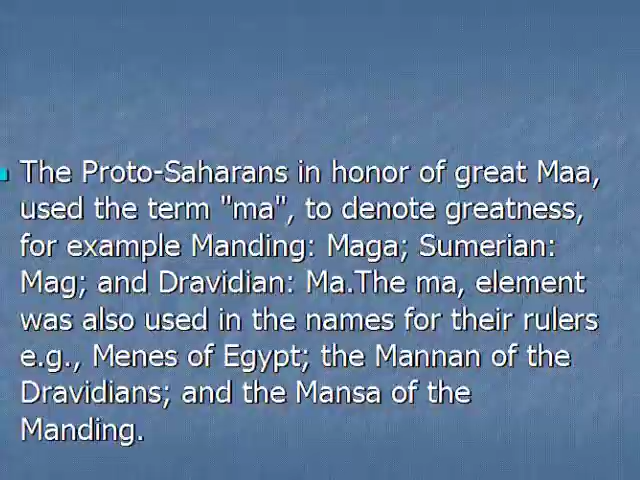 The Proto-Saharans in honor of great Maa,
used the term "ma", to denote greatness,
for example Manding: Maga; Sumerian:
Mag; and Dravidian: Ma.The ma, element
was also used in the names for their rulers
e.g., Menes of Egypt; the Mannan of the
Dravidians; and the Mansa of the
Manding.